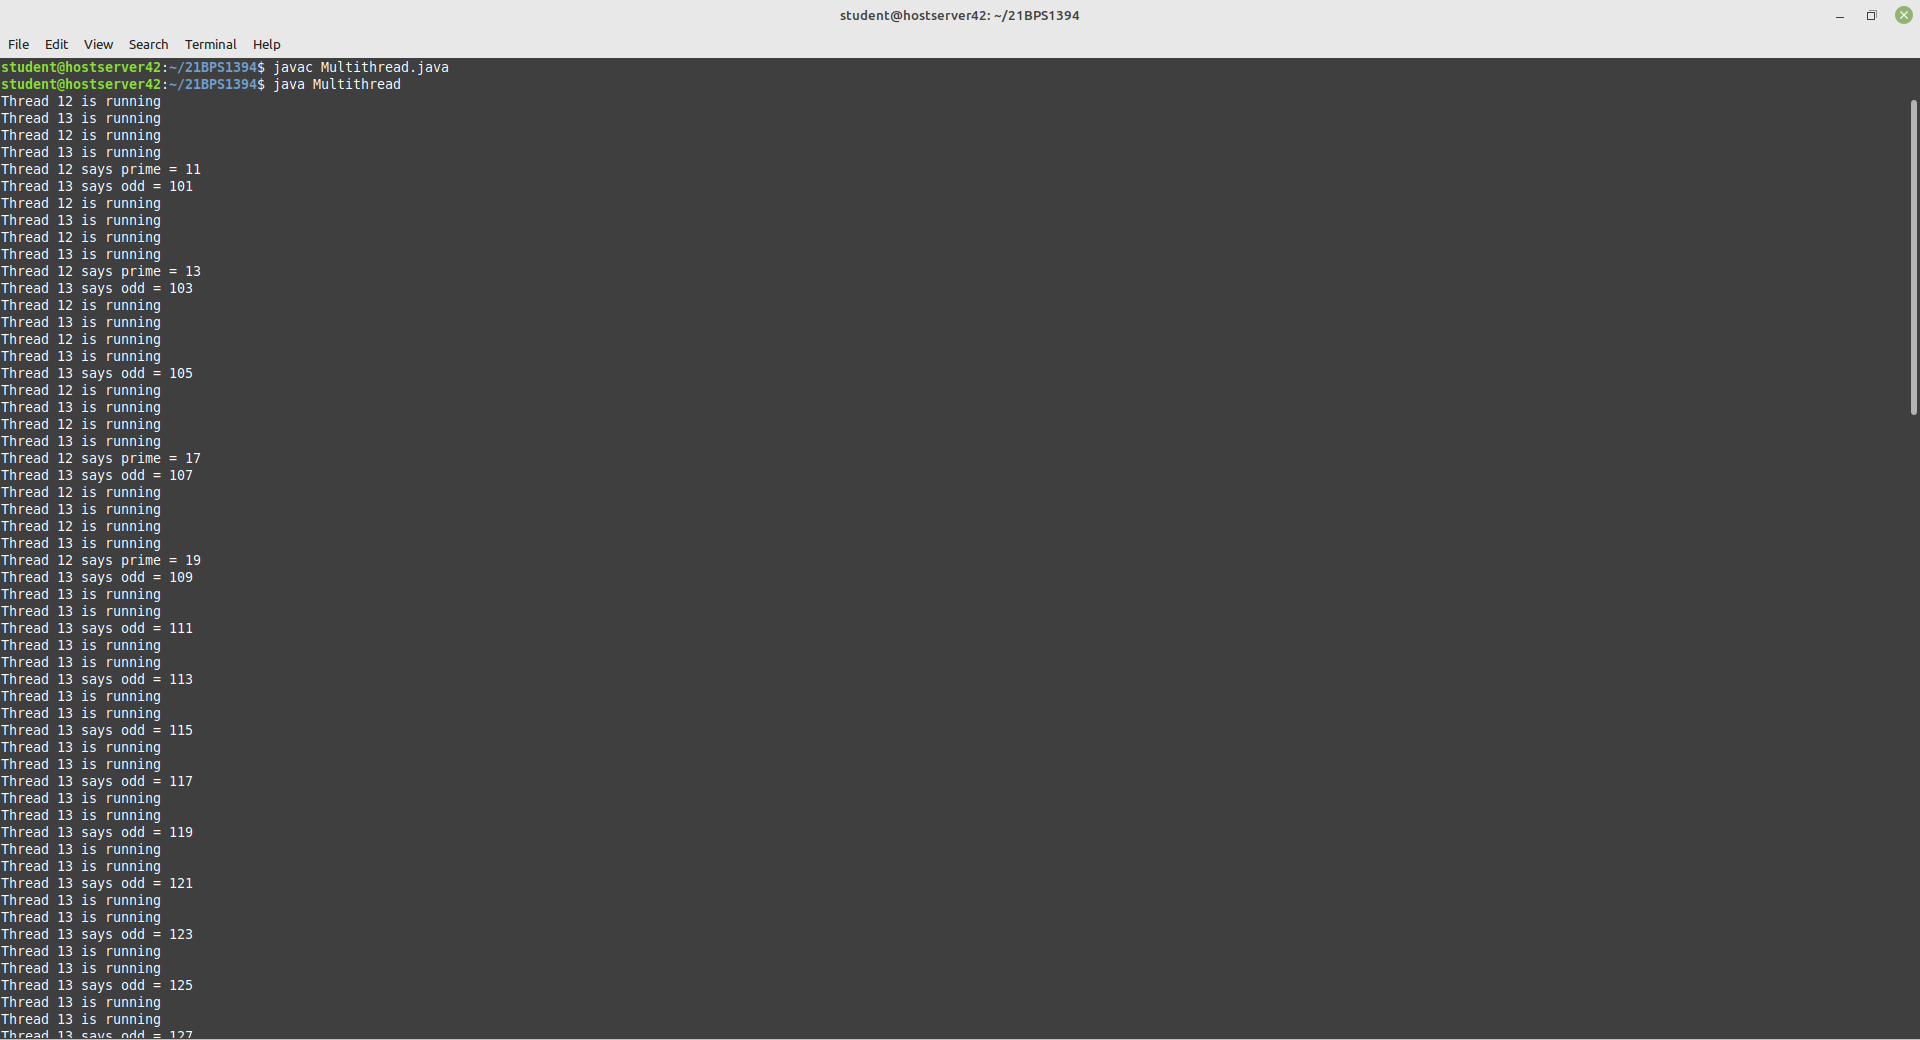 student@hostserver42: ~/21BPS1394
File Edit View Search Terminal Help
student@hostserver42:~/21BPS1394$ javac Multithread.java
student@hostserver42:~/21BPS1394$ java Multithread
Thread 12 is running
Thread 13 is running
Thread 12 is running
Thread 13 is running
Thread 12 says prime = 11
Thread 13 says odd = 101
Thread 12 is running
Thread 13 is running
Thread 12 is running
Thread 13 is running
Thread 12 says prime = 13
Thread 13 says odd = 103
Thread 12 is running
Thread 13 is running
Thread 12 is running
Thread 13 is running
Thread 13 says odd = 105
Thread 12 is running
Thread 13 is running
Thread 12 is running
Thread 13 is running
Thread 12 says prime = 17
Thread 13 says odd = 107
Thread 12 is running
Thread 13 is running
Thread 12 is running
Thread 13 is running
Thread 12 says prime = 19
Thread 13 says odd = 109
Thread 13 is running
Thread 13 is running
Thread 13 says odd = 111
Thread 13 is running
Thread 13 is running
Thread 13 says odd = 113
Thread 13 is running
Thread 13 is running
Thread 13 says odd = 115
Thread 13 is running
Thread 13 is running
Thread 13 says odd = 117
Thread 13 is running
Thread 13 is running
Thread 13 says odd = 119
Thread 13 is running
Thread 13 is running
Thread 13 says odd = 121
Thread 13 is running
Thread 13 is running
Thread 13 says odd = 123
Thread 13 is running
Thread 13 is running
Thread 13 says odd = 125
Thread 13 is running
Thread 13 is running
Thread 13 says odd = 127